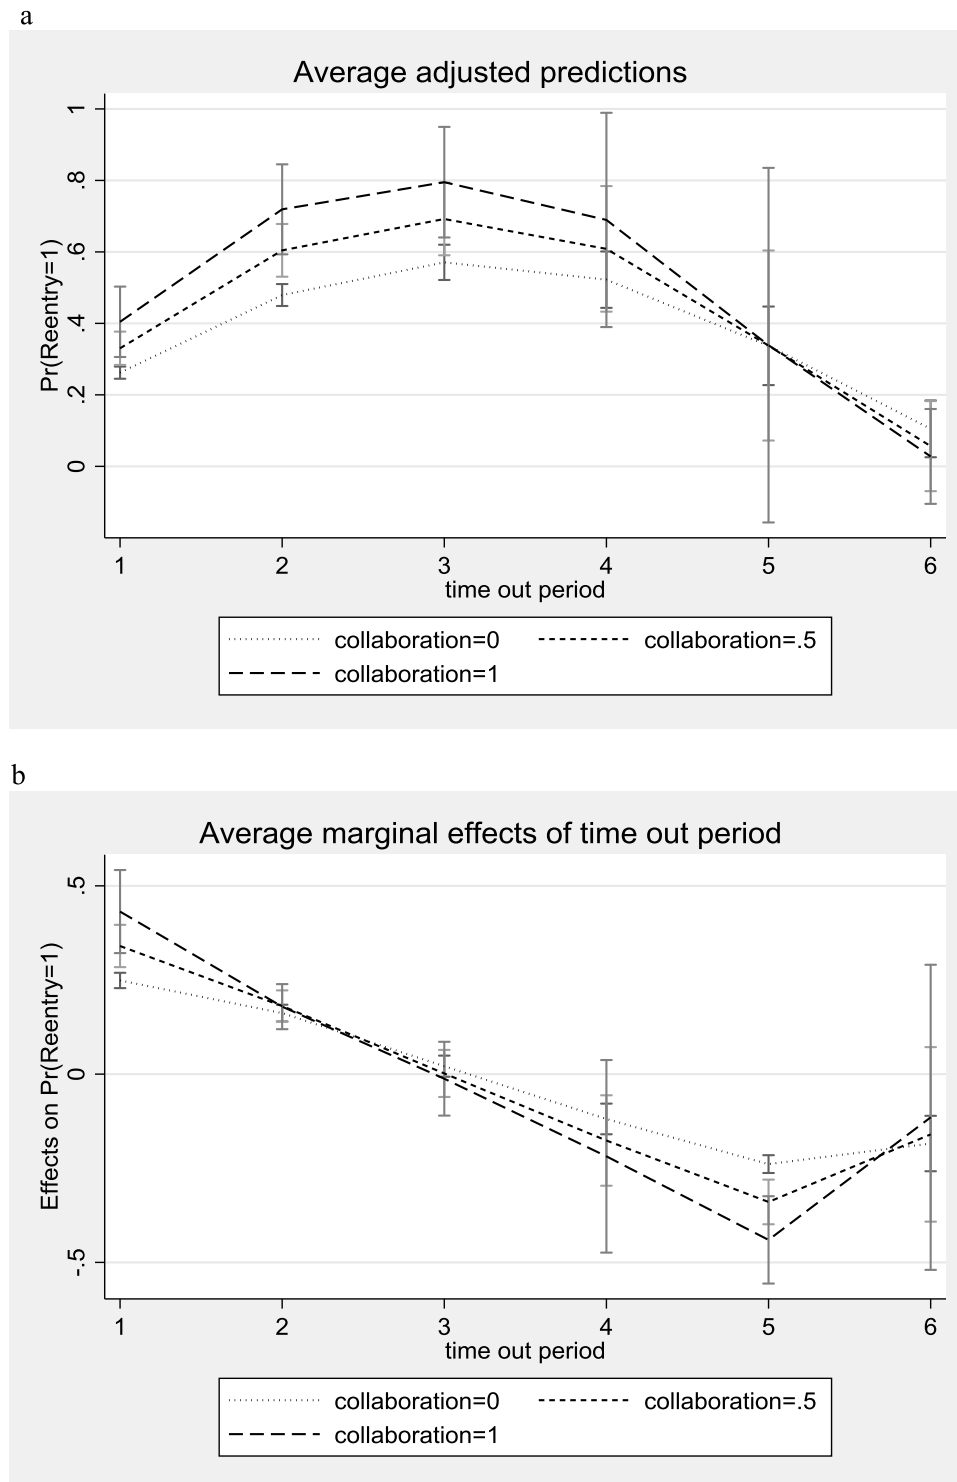 a
Average adjusted predictions
Pr(Reentry=1)
1
.8
.6
.4
.2
0
1 2 3 4 5 6
time out period
collaboration=0 collaboration=.5
collaboration=1
b
Average marginal effects of time out period
Effects on Pr(Reentry=1)
.5
0
-.5
1 2 3 4 5 6
time out period
collaboration=0 collaboration=.5
collaboration=1